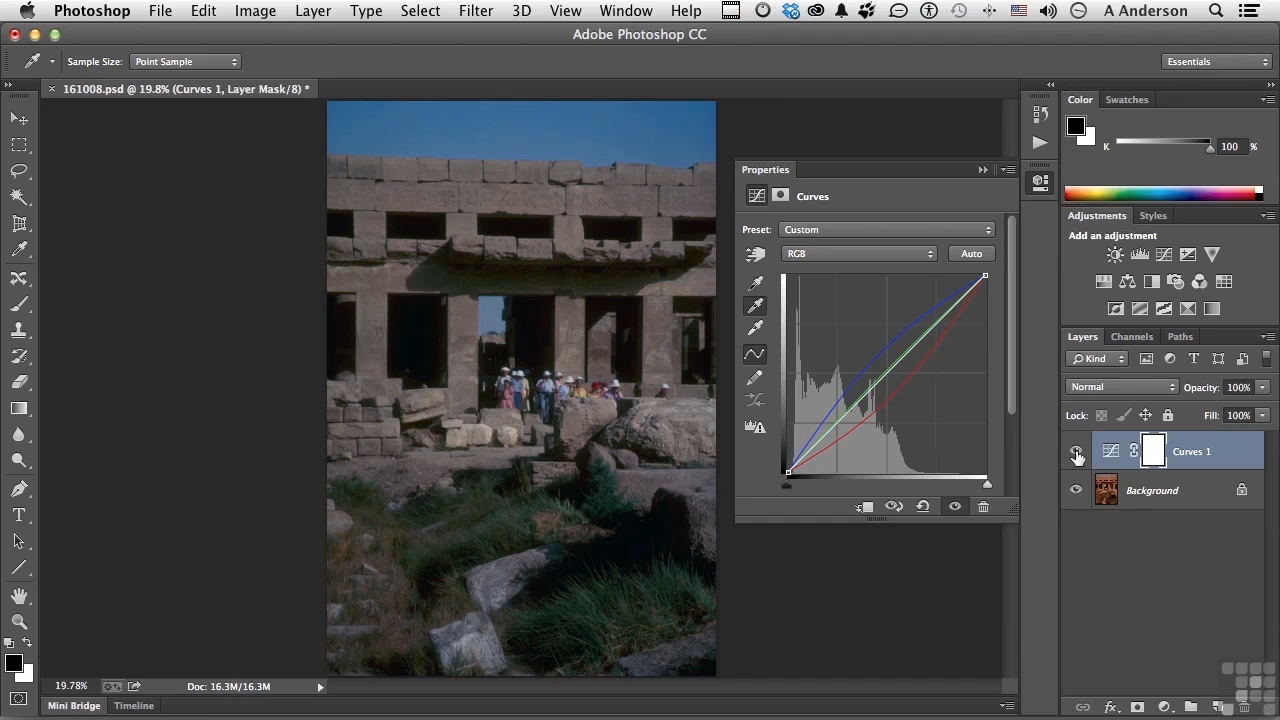 Photoshop File Edit Image Layer Type Select Filter 3D View Window Help A Anderson
Adobe Photoshop CC
Sample Size: Point Sample Essentials
× 161008.psd @ 19.8% (Curves 1, Layer Mask/8) *
Color Swatches
K 100 %
Properties
Curves
Preset: Custom
RGB Auto
Adjustments Styles
Add an adjustment
Layers Channels Paths
Kind
Normal Opacity: 100%
Lock: Fill: 100%
Curves 1
Background
19.78% Doc: 16.3M/16.3M
Mini Bridge Timeline